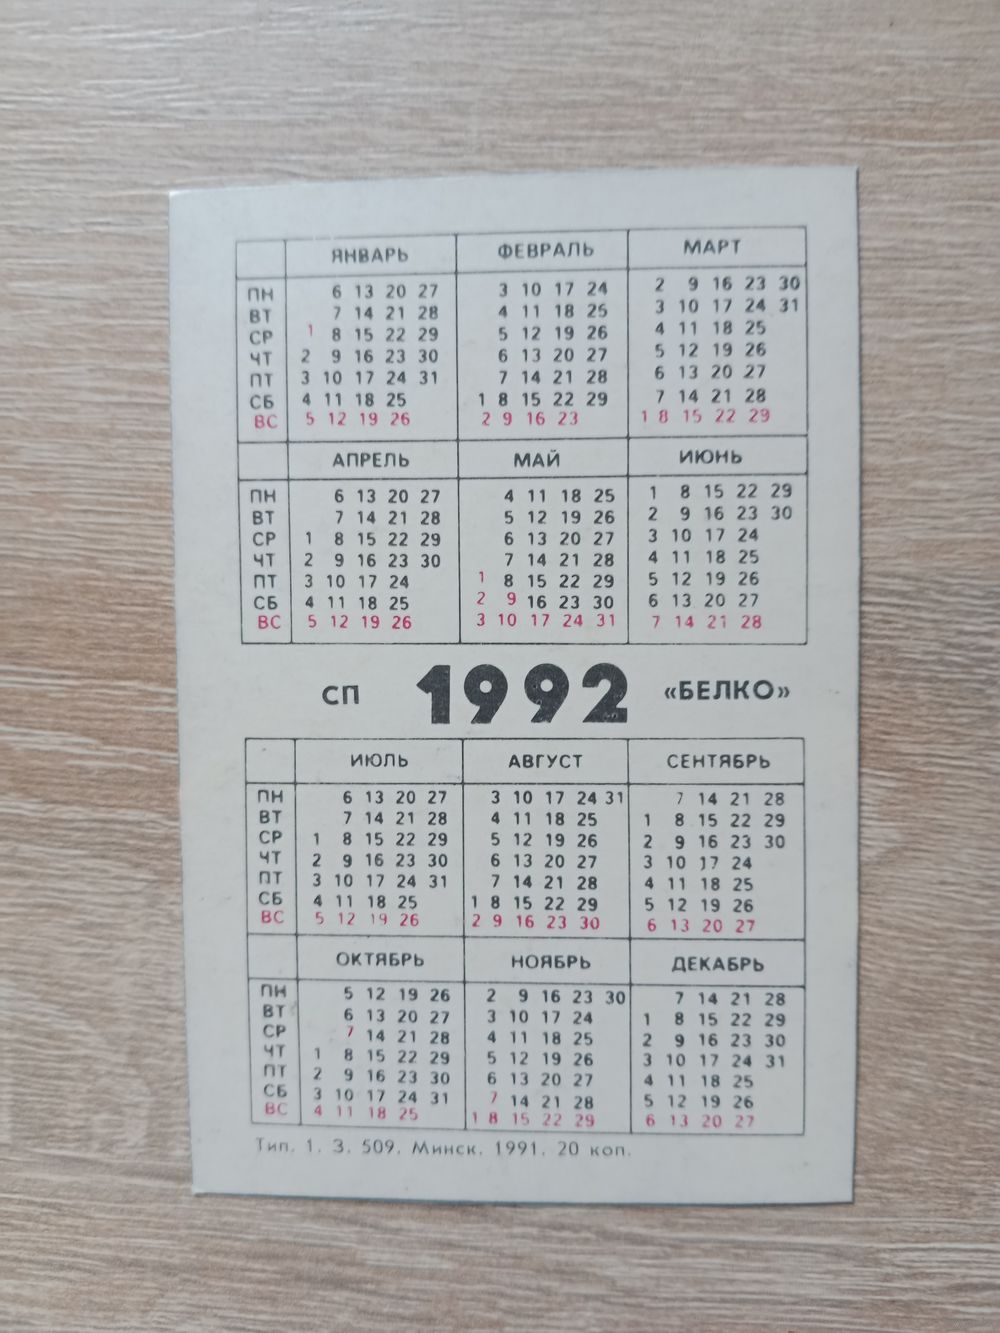 ЯНВАРЬ ФЕВРАЛЬ МАРТ
ПН 6 13 20 27 3 10 17 24 2 9 16 23 30
ВТ 7 14 21 28 4 11 18 25 3 10 17 24 31
СР 1 8 15 22 29 5 12 19 26 4 11 18 25
ЧТ 2 9 16 23 30 6 13 20 27 5 12 19 26
ПТ 3 10 17 24 31 7 14 21 28 6 13 20 27
СБ 4 11 18 25 1 8 15 22 29 7 14 21 28
ВС 5 12 19 26 2 9 16 23 1 8 15 22 29
АПРЕЛЬ МАЙ ИЮНЬ
ПН 6 13 20 27 4 11 18 25 1 8 15 22 29
ВТ 7 14 21 28 5 12 19 26 2 9 16 23 30
СР 1 8 15 22 29 6 13 20 27 3 10 17 24
ЧТ 2 9 16 23 30 7 14 21 28 4 11 18 25
ПТ 3 10 17 24 1 8 15 22 29 5 12 19 26
СБ 4 11 18 25 2 9 16 23 30 6 13 20 27
ВС 5 12 19 26 3 10 17 24 31 7 14 21 28
СП 1992 «БЕЛКО»
ИЮЛЬ АВГУСТ СЕНТЯБРЬ
ПН 6 13 20 27 3 10 17 24 31 7 14 21 28
ВТ 7 14 21 28 4 11 18 25 1 8 15 22 29
СР 1 8 15 22 29 5 12 19 26 2 9 16 23 30
ЧТ 2 9 16 23 30 6 13 20 27 3 10 17 24
ПТ 3 10 17 24 31 7 14 21 28 4 11 18 25
СБ 4 11 18 25 1 8 15 22 29 5 12 19 26
ВС 5 12 19 26 2 9 16 23 30 6 13 20 27
ОКТЯБРЬ НОЯБРЬ ДЕКАБРЬ
ПН 5 12 19 26 2 9 16 23 30 7 14 21 28
ВТ 6 13 20 27 3 10 17 24 1 8 15 22 29
СР 7 14 21 28 4 11 18 25 2 9 16 23 30
ЧТ 1 8 15 22 29 5 12 19 26 3 10 17 24 31
ПТ 2 9 16 23 30 6 13 20 27 4 11 18 25
СБ 3 10 17 24 31 7 14 21 28 5 12 19 26
ВС 4 11 18 25 1 8 15 22 29 6 13 20 27
Тип. 1. З. 509. Минск. 1991. 20 коп.